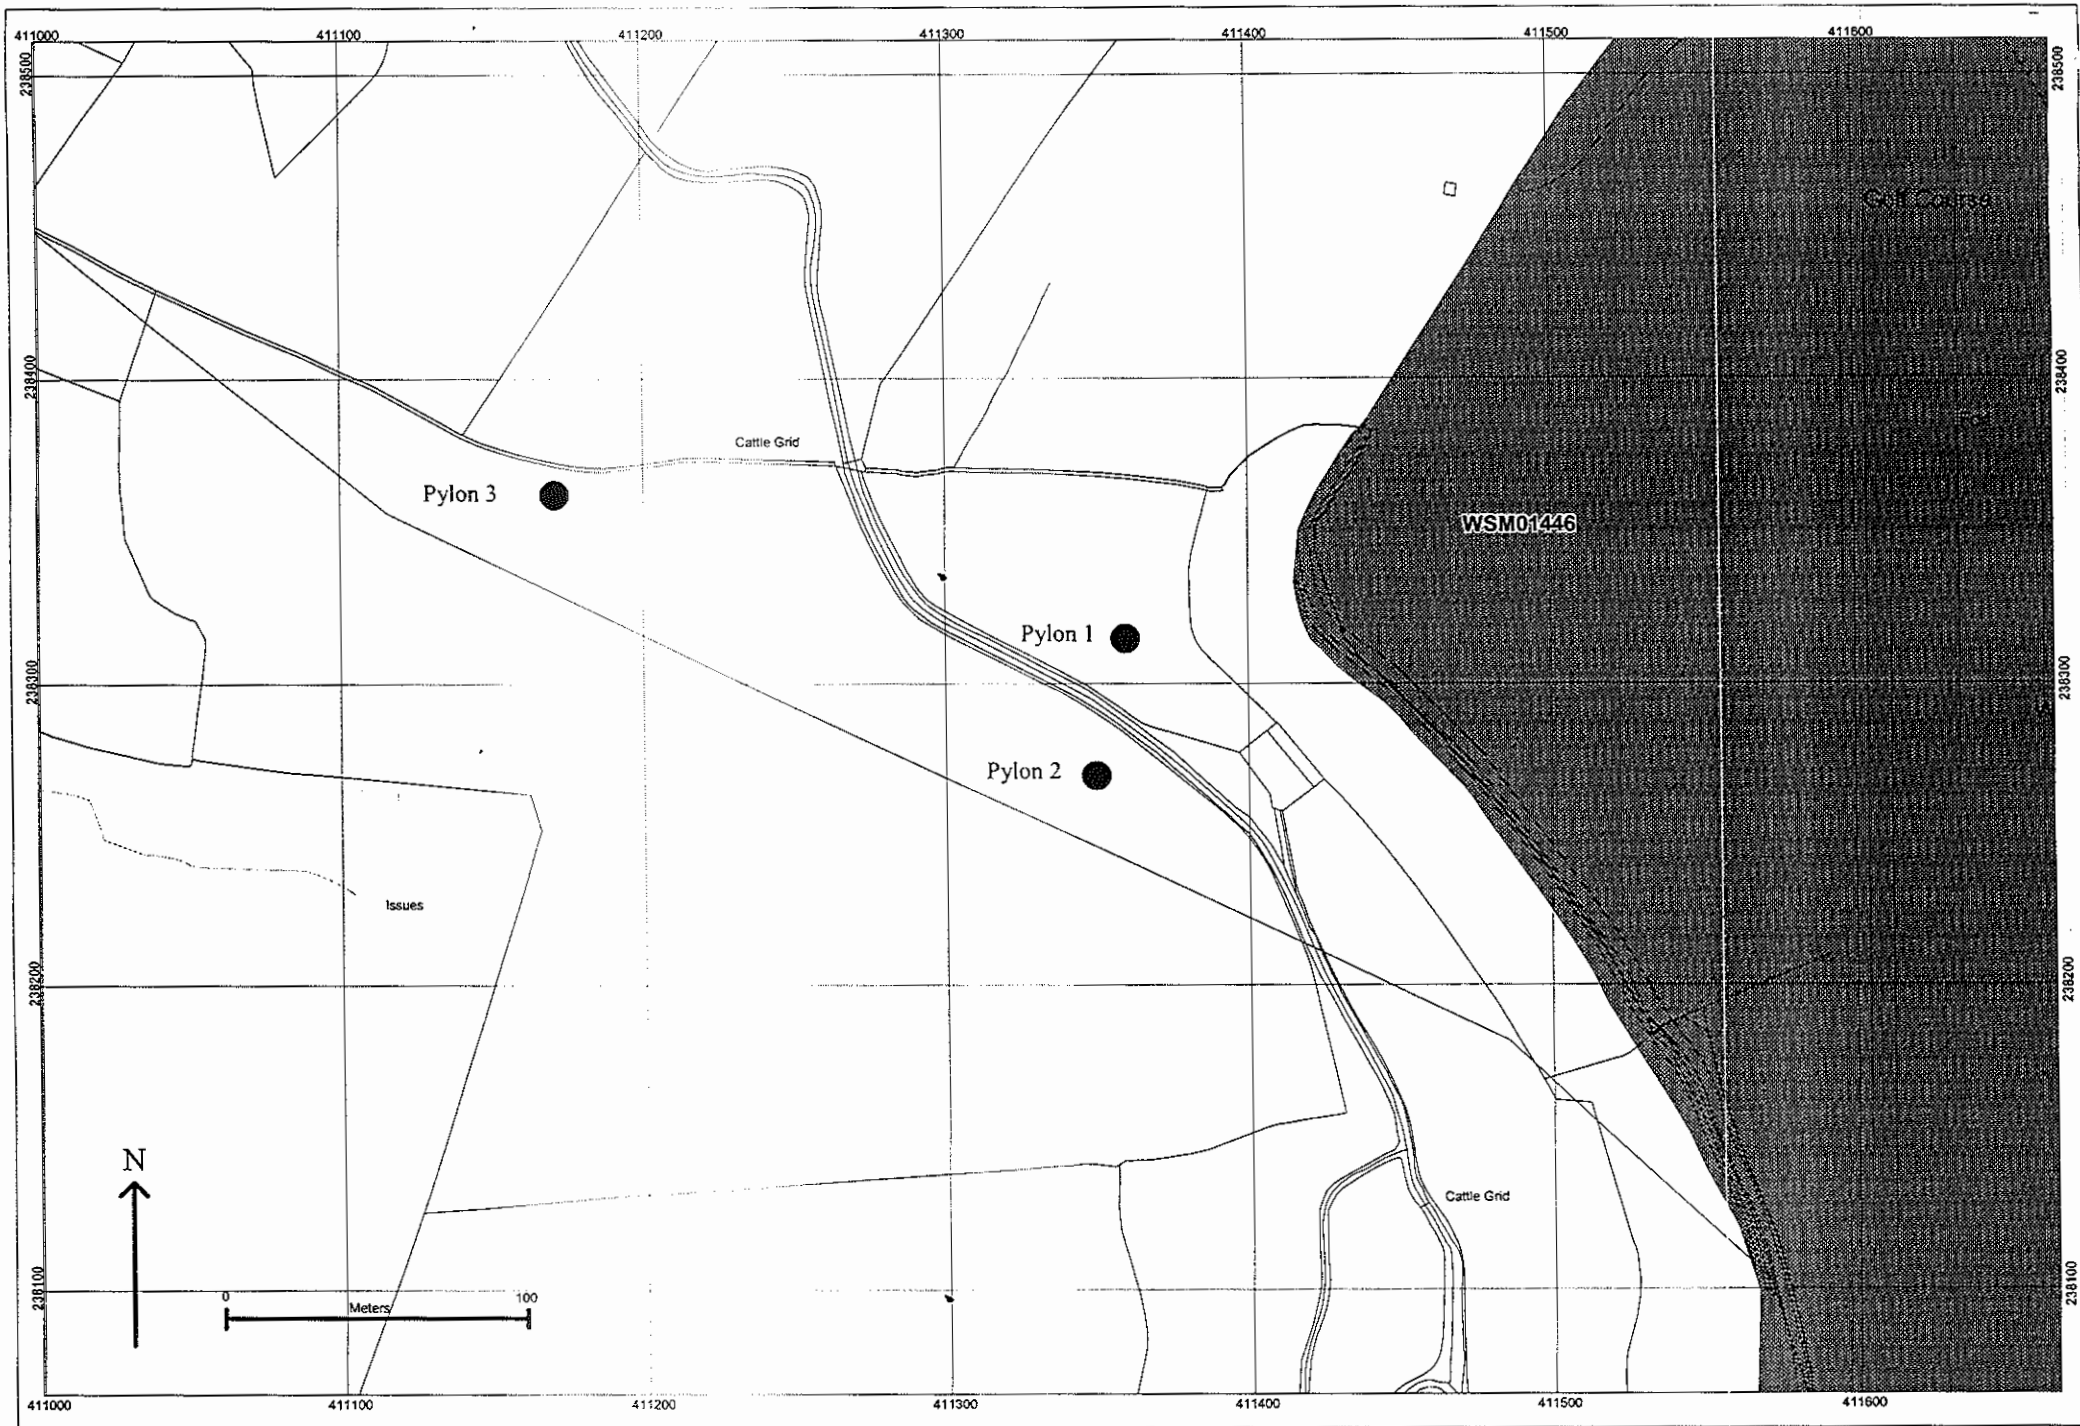 411000 411100 411200 411300 411400 411500 411600
238500 238500
Golf Course
238400 238400
Cattle Grid
Pylon 3
WSM01446
Pylon 1
238300 238300
Pylon 2
Issues
238200 238200
N
Cattle Grid
238100 238100
0 100
Meters
411000 411100 411200 411300 411400 411500 411600